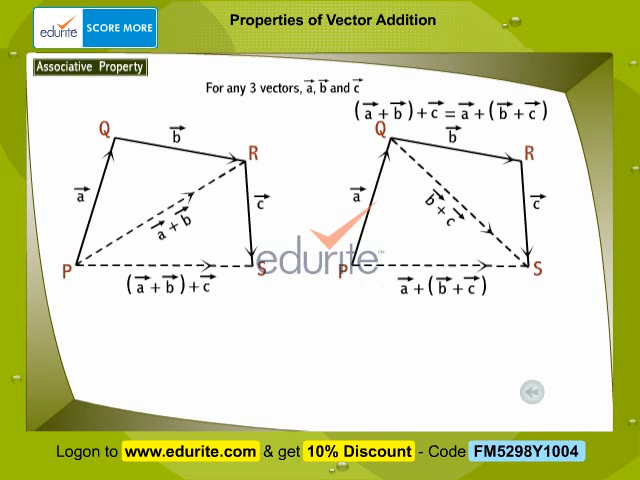 Properties of Vector Addition
edurite SCORE MORE
Associative Property
For any 3 vectors, a⃗, b⃗ and c⃗
(a⃗ + b⃗) + c⃗ = a⃗ + (b⃗ + c⃗)
Q
b⃗
R
a⃗
c⃗
a⃗ + b⃗
P
S
(a⃗ + b⃗) + c⃗
Q
b⃗
R
a⃗
c⃗
b⃗ + c⃗
P
S
a⃗ + (b⃗ + c⃗)
edurite™
Logon to www.edurite.com & get 10% Discount - Code FM5298Y1004